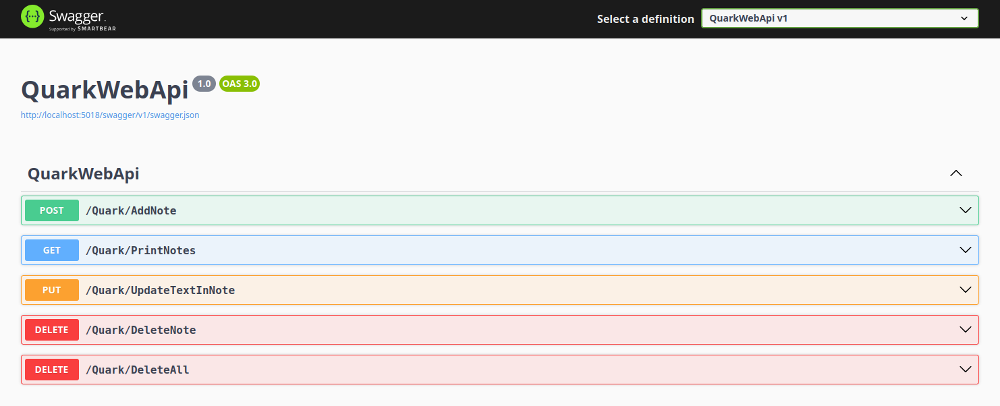 Swagger
Supported by SMARTBEAR
Select a definition
QuarkWebApi v1
QuarkWebApi 1.0 OAS 3.0
http://localhost:5018/swagger/v1/swagger.json
QuarkWebApi
POST /Quark/AddNote
GET /Quark/PrintNotes
PUT /Quark/UpdateTextInNote
DELETE /Quark/DeleteNote
DELETE /Quark/DeleteAll